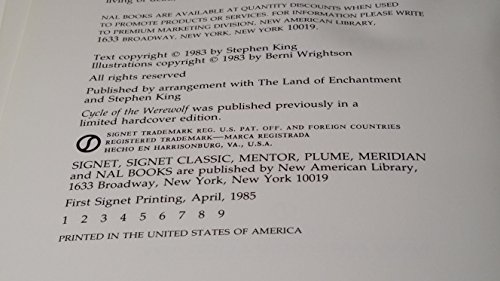 living or dead,
NAL BOOKS ARE AVAILABLE AT QUANTITY DISCOUNTS WHEN USED
TO PROMOTE PRODUCTS OR SERVICES. FOR INFORMATION PLEASE WRITE
TO PREMIUM MARKETING DIVISION, NEW AMERICAN LIBRARY,
1633 BROADWAY, NEW YORK, NEW YORK 10019.
Text copyright © 1983 by Stephen King
Illustrations copyright © 1983 by Berni Wrightson
All rights reserved
Published by arrangement with The Land of Enchantment
and Stephen King
Cycle of the Werewolf was published previously in a
limited hardcover edition.
SIGNET TRADEMARK REG. U.S. PAT. OFF. AND FOREIGN COUNTRIES
REGISTERED TRADEMARK—MARCA REGISTRADA
HECHO EN HARRISONBURG, VA., U.S.A.
SIGNET, SIGNET CLASSIC, MENTOR, PLUME, MERIDIAN
and NAL BOOKS are published by New American Library,
1633 Broadway, New York, New York 10019
First Signet Printing, April, 1985
1 2 3 4 5 6 7 8 9
PRINTED IN THE UNITED STATES OF AMERICA